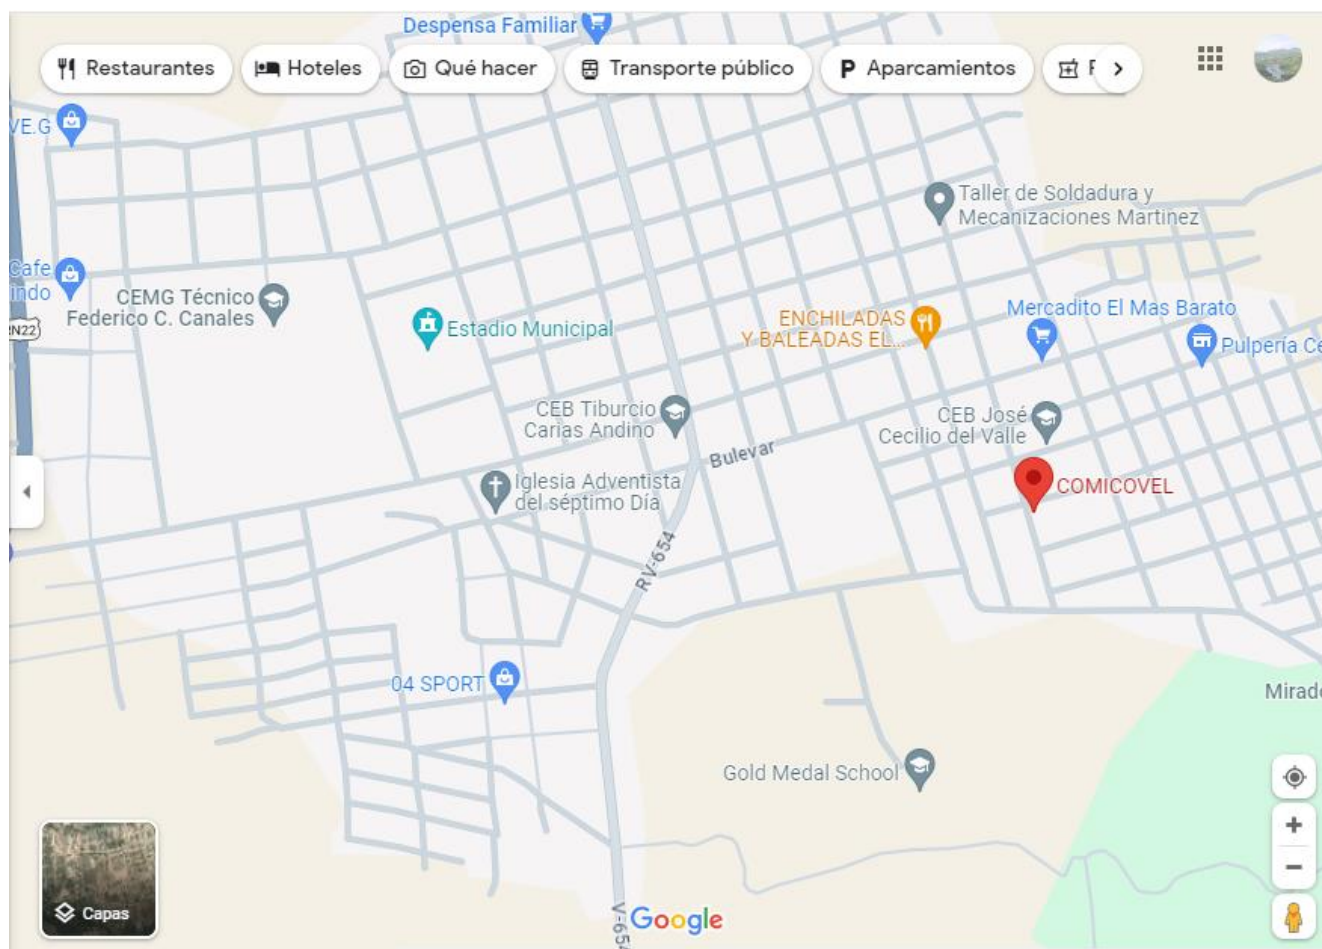 Despensa Familiar
Restaurantes
Hoteles
Qué hacer
Transporte público
P Aparcamientos
VE.G
Taller de Soldadura y
Mecanizaciones Martinez
Cafe
indo
CEMG Técnico
Federico C. Canales
RN22
Estadio Municipal
ENCHILADAS
Y BALEADAS EL...
Mercadito El Mas Barato
Pulpería Ce
CEB Tiburcio
Carias Andino
CEB José
Cecilio del Valle
Bulevar
Iglesia Adventista
del séptimo Día
COMICOVEL
RV-654
04 SPORT
Mirado
Gold Medal School
Capas
Google
V-654